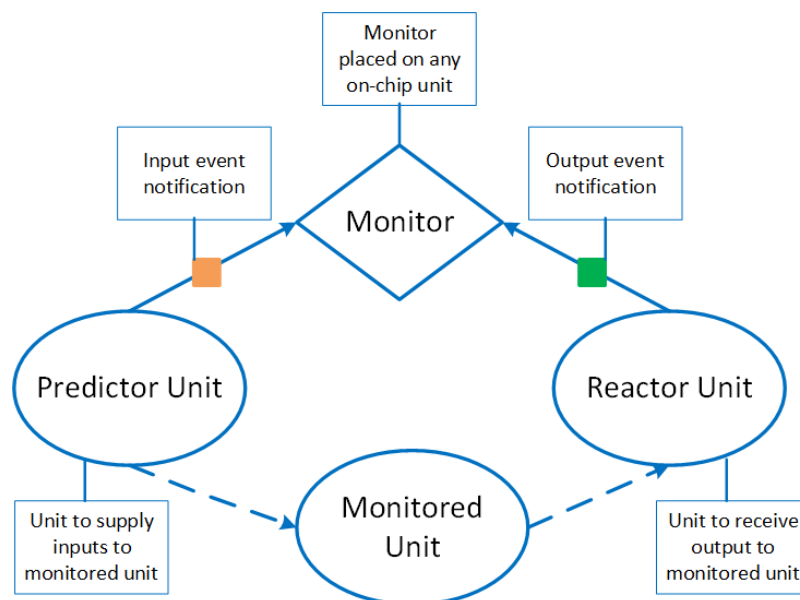 Monitor
placed on any
on-chip unit
Input event
notification
Output event
notification
Monitor
Predictor Unit
Reactor Unit
Monitored
Unit
Unit to supply
inputs to
monitored unit
Unit to receive
output to
monitored unit